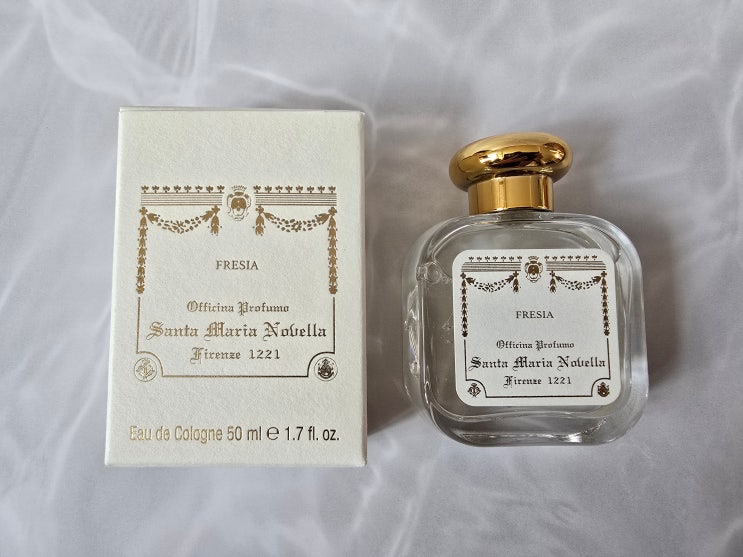 FRESIA
Officina Profumo
Santa Maria Novella
Firenze 1221
Eau de Cologne 50 ml ℮ 1.7 fl. oz.
FRESIA
Officina Profumo
Santa Maria Novella
Firenze 1221